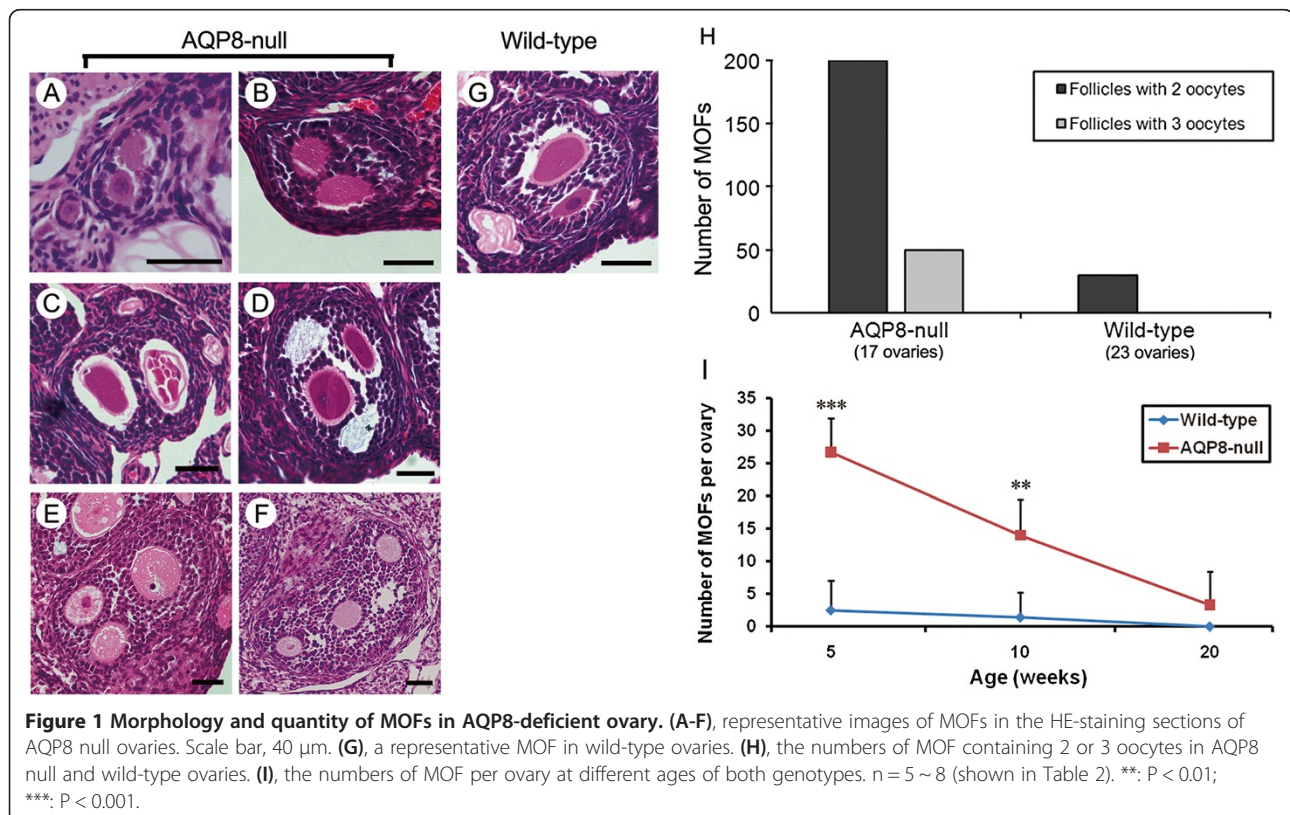 AQP8-null
Wild-type
A
B
G
C
D
E
F
H
200
150
100
50
0
Number of MOFs
Follicles with 2 oocytes
Follicles with 3 oocytes
AQP8-null
(17 ovaries)
Wild-type
(23 ovaries)
I
35
30
25
20
15
10
5
0
Number of MOFs per ovary
***
**
Wild-type
AQP8-null
5
10
20
Age (weeks)
Figure 1 Morphology and quantity of MOFs in AQP8-deficient ovary. (A-F), representative images of MOFs in the HE-staining sections of
AQP8 null ovaries. Scale bar, 40 μm. (G), a representative MOF in wild-type ovaries. (H), the numbers of MOF containing 2 or 3 oocytes in AQP8
null and wild-type ovaries. (I), the numbers of MOF per ovary at different ages of both genotypes. n = 5 ~ 8 (shown in Table 2). **: P < 0.01;
***: P < 0.001.